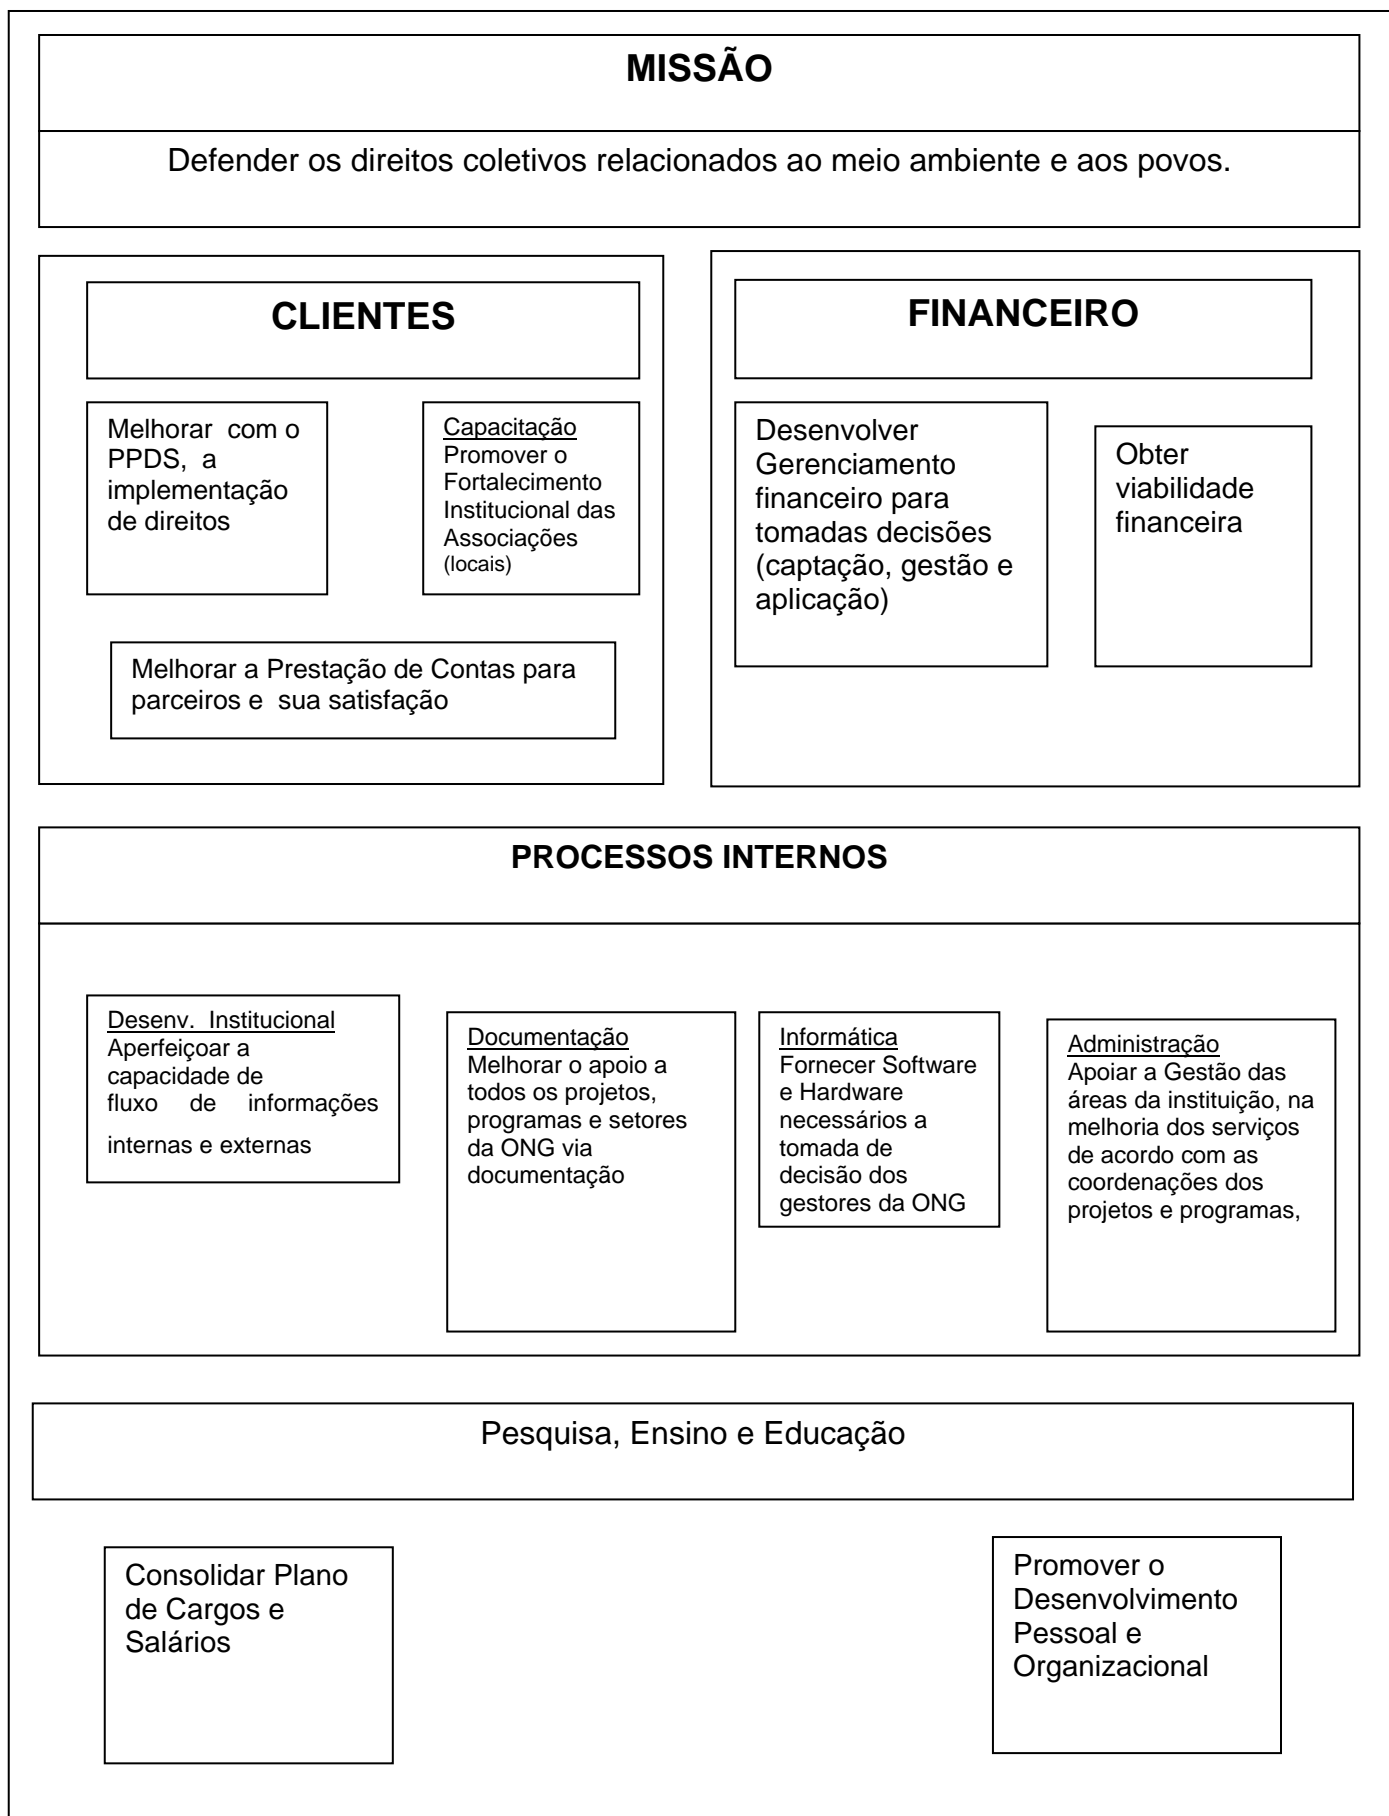 MISSÃO
Defender os direitos coletivos relacionados ao meio ambiente e aos povos.
CLIENTES
Melhorar com o
PPDS, a
implementação
de direitos
Capacitação
Promover o
Fortalecimento
Institucional das
Associações
(locais)
Melhorar a Prestação de Contas para
parceiros e sua satisfação
FINANCEIRO
Desenvolver
Gerenciamento
financeiro para
tomadas decisões
(captação, gestão e
aplicação)
Obter
viabilidade
financeira
PROCESSOS INTERNOS
Desenv. Institucional
Aperfeiçoar a
capacidade de
fluxo de informações
internas e externas
Documentação
Melhorar o apoio a
todos os projetos,
programas e setores
da ONG via
documentação
Informática
Fornecer Software
e Hardware
necessários a
tomada de
decisão dos
gestores da ONG
Administração
Apoiar a Gestão das
áreas da instituição, na
melhoria dos serviços
de acordo com as
coordenações dos
projetos e programas,
Pesquisa, Ensino e Educação
Consolidar Plano
de Cargos e
Salários
Promover o
Desenvolvimento
Pessoal e
Organizacional